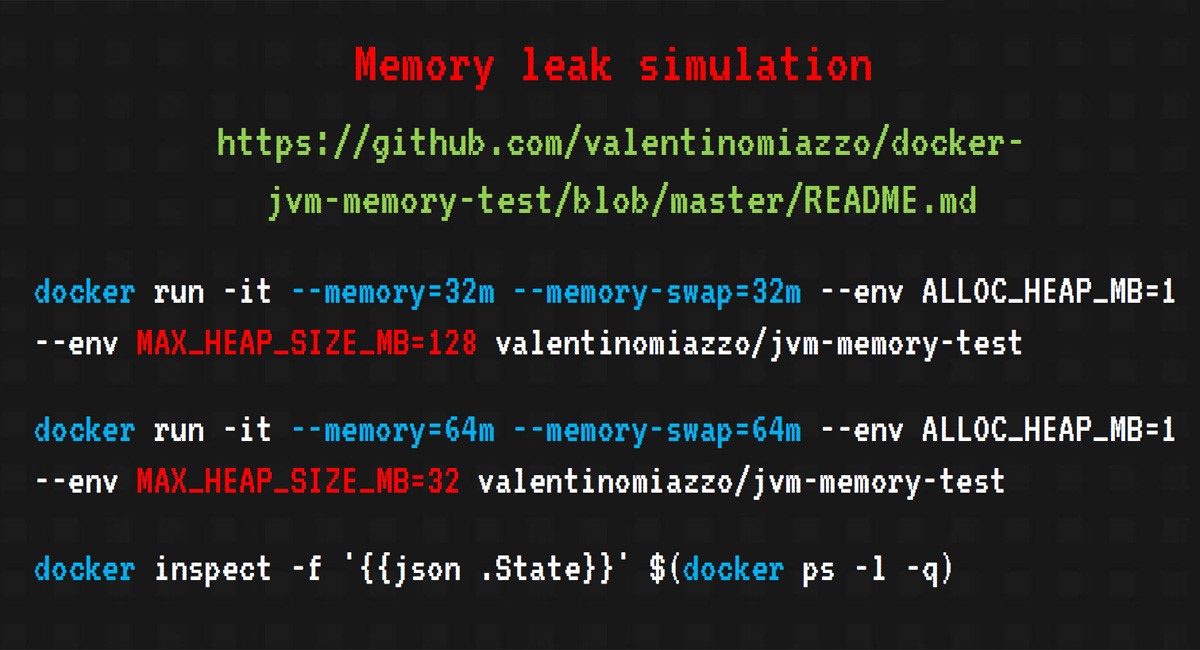 Memory leak simulation
https://github.com/valentinomiazzo/docker-
jvm-memory-test/blob/master/README.md
docker run -it --memory=32m --memory-swap=32m --env ALLOC_HEAP_MB=1
--env MAX_HEAP_SIZE_MB=128 valentinomiazzo/jvm-memory-test
docker run -it --memory=64m --memory-swap=64m --env ALLOC_HEAP_MB=1
--env MAX_HEAP_SIZE_MB=32 valentinomiazzo/jvm-memory-test
docker inspect -f '{{json .State}}' $(docker ps -l -q)